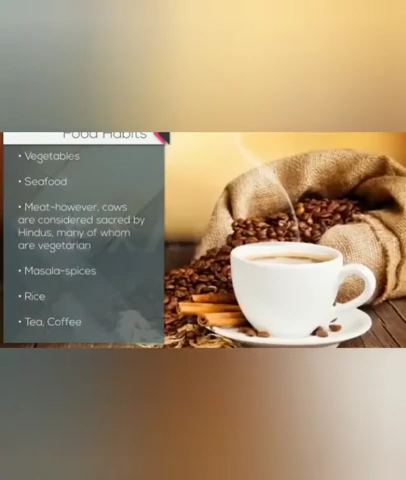 Food Habits
• Vegetables
• Seafood
• Meat-however, cows
are considered sacred by
Hindus, many of whom
are vegetarian
• Masala-spices
• Rice
• Tea, Coffee